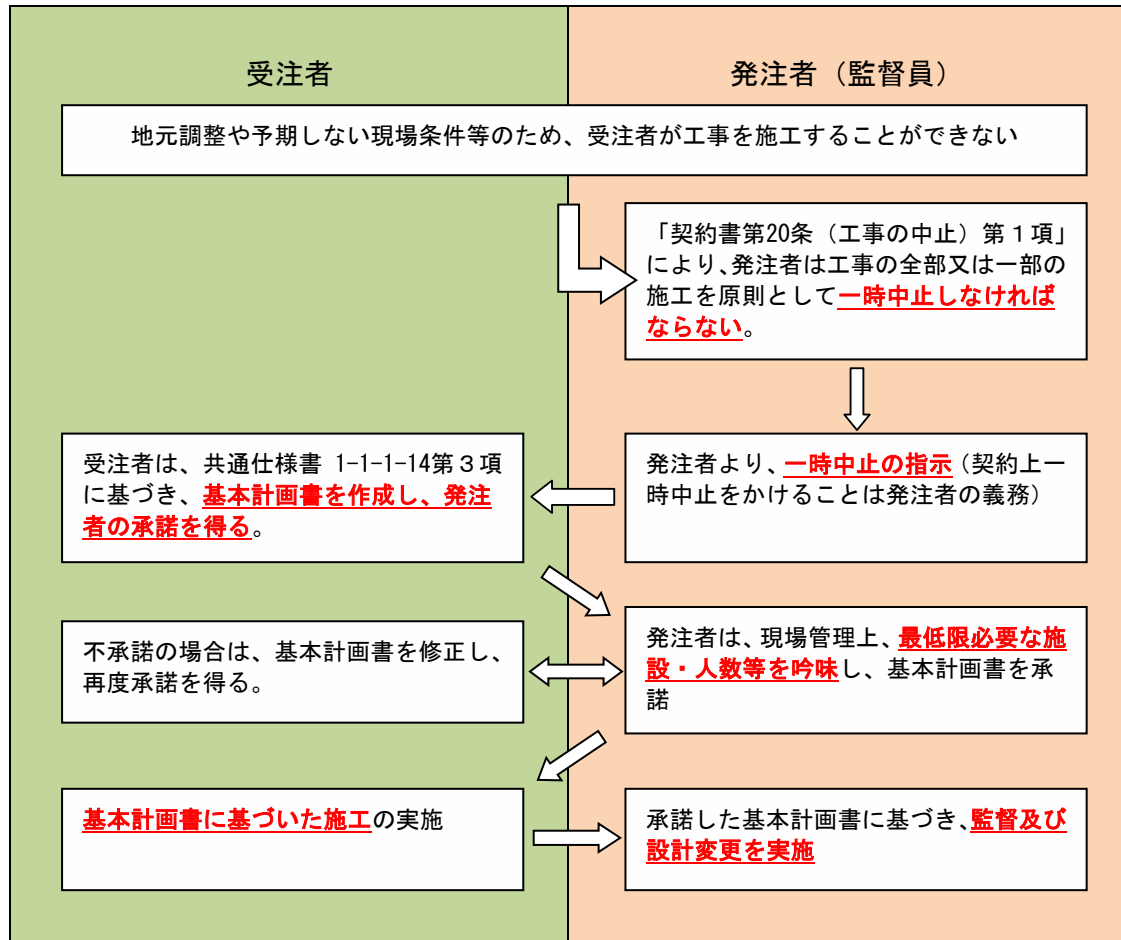 受注者
発注者（監督員）
地元調整や予期しない現場条件等のため、受注者が工事を施工することができない
「契約書第20条（工事の中止）第１項」
により、発注者は工事の全部又は一部の
施工を原則として一時中止しなければ
ならない。
受注者は、共通仕様書 1-1-1-14第３項
に基づき、基本計画書を作成し、発注
者の承諾を得る。
発注者より、一時中止の指示（契約上一
時中止をかけることは発注者の義務）
不承諾の場合は、基本計画書を修正し、
再度承諾を得る。
発注者は、現場管理上、最低限必要な施
設・人数等を吟味し、基本計画書を承
諾
基本計画書に基づいた施工の実施
承諾した基本計画書に基づき、監督及び
設計変更を実施